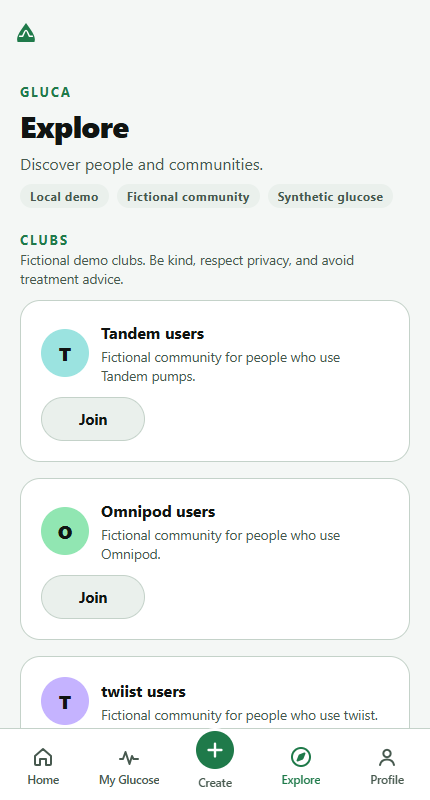 GLUCA
Explore
Discover people and communities.
Local demo
Fictional community
Synthetic glucose
CLUBS
Fictional demo clubs. Be kind, respect privacy, and avoid
treatment advice.
T
Tandem users
Fictional community for people who use
Tandem pumps.
Join
O
Omnipod users
Fictional community for people who use
Omnipod.
Join
T
twiist users
Fictional community for people who use twiist.
Home
My Glucose
Create
Explore
Profile